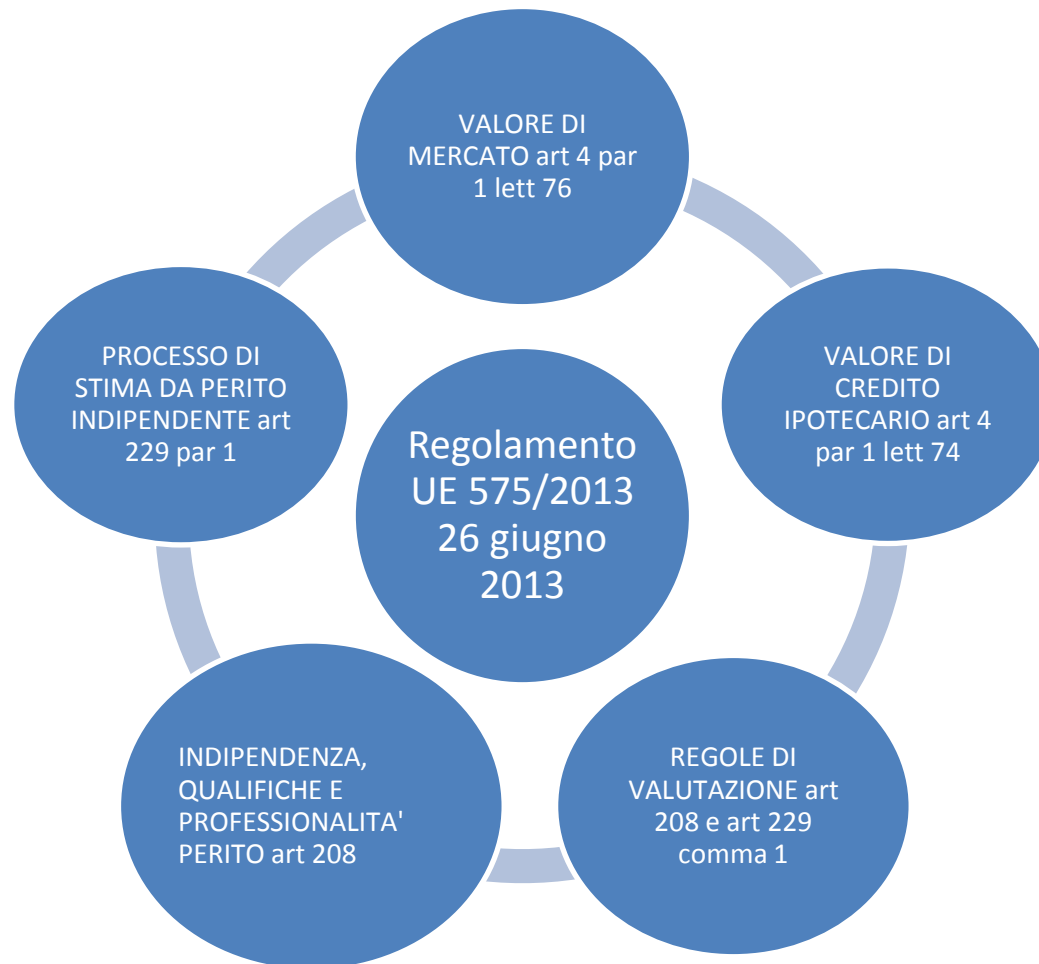 VALORE DI
MERCATO art 4 par
1 lett 76
VALORE DI
CREDITO
IPOTECARIO art 4
par 1 lett 74
REGOLE DI
VALUTAZIONE art
208 e art 229
comma 1
INDIPENDENZA,
QUALIFICHE E
PROFESSIONALITA'
PERITO art 208
PROCESSO DI
STIMA DA PERITO
INDIPENDENTE art
229 par 1
Regolamento
UE 575/2013
26 giugno
2013